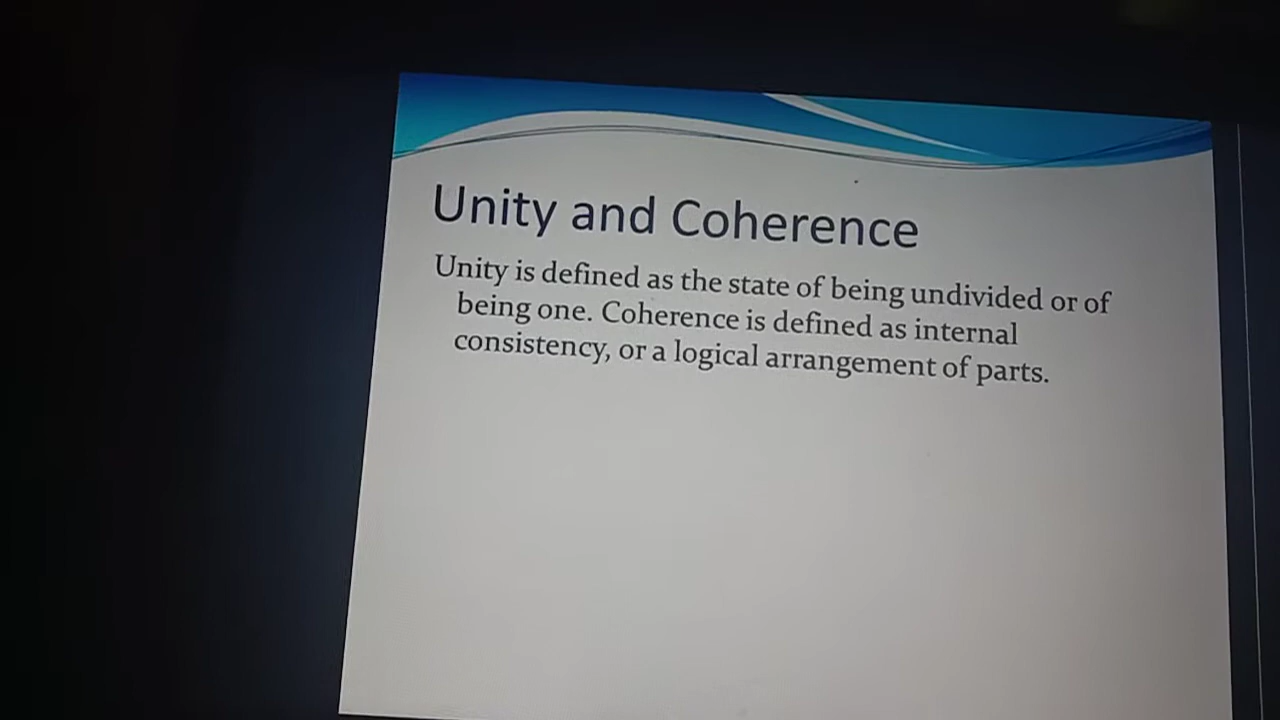 Unity and Coherence
Unity is defined as the state of being undivided or of
being one. Coherence is defined as internal
consistency, or a logical arrangement of parts.